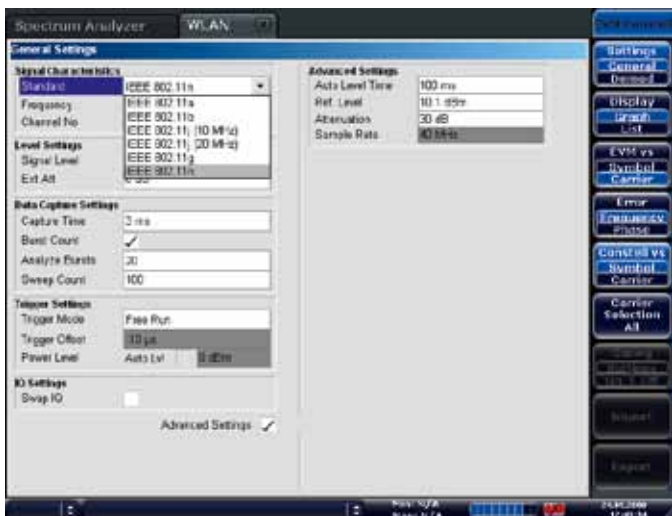 Spectrum Analyzer
WLAN
General Settings
Signal Characteristics
Standard
IEEE 802.11n
Frequency
Channel No
IEEE 802.11a
IEEE 802.11b
IEEE 802.11j (10 MHz)
IEEE 802.11j (20 MHz)
IEEE 802.11g
IEEE 802.11n
Level Settings
Signal Level
Ext Att
0 dB
Data Capture Settings
Capture Time
3 ms
Burst Count
Analyze Bursts
20
Sweep Count
100
Trigger Settings
Trigger Mode
Free Run
Trigger Offset
-10 µs
Power Level
Auto Lvl
0 dBm
IQ Settings
Swap IQ
Advanced Settings
Advanced Settings
Auto Level Time
100 ms
Ref. Level
10.1 dBm
Attenuation
30 dB
Sample Rate
40 MHz
Settings
General
Demod
Display
Graph
List
EVM vs
Symbol
Carrier
Error
Frequency
Phase
Constell vs
Symbol
Carrier
Carrier
Selection
All
Export